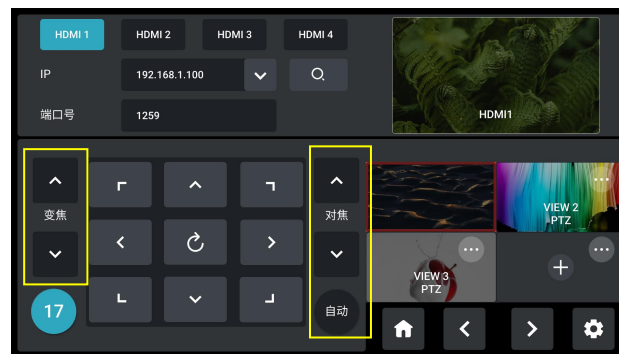 HDMI 1 HDMI 2 HDMI 3 HDMI 4
IP 192.168.1.100
端口号 1259
HDMI1
变焦
对焦
17
自动
VIEW 2
PTZ
VIEW 3
PTZ